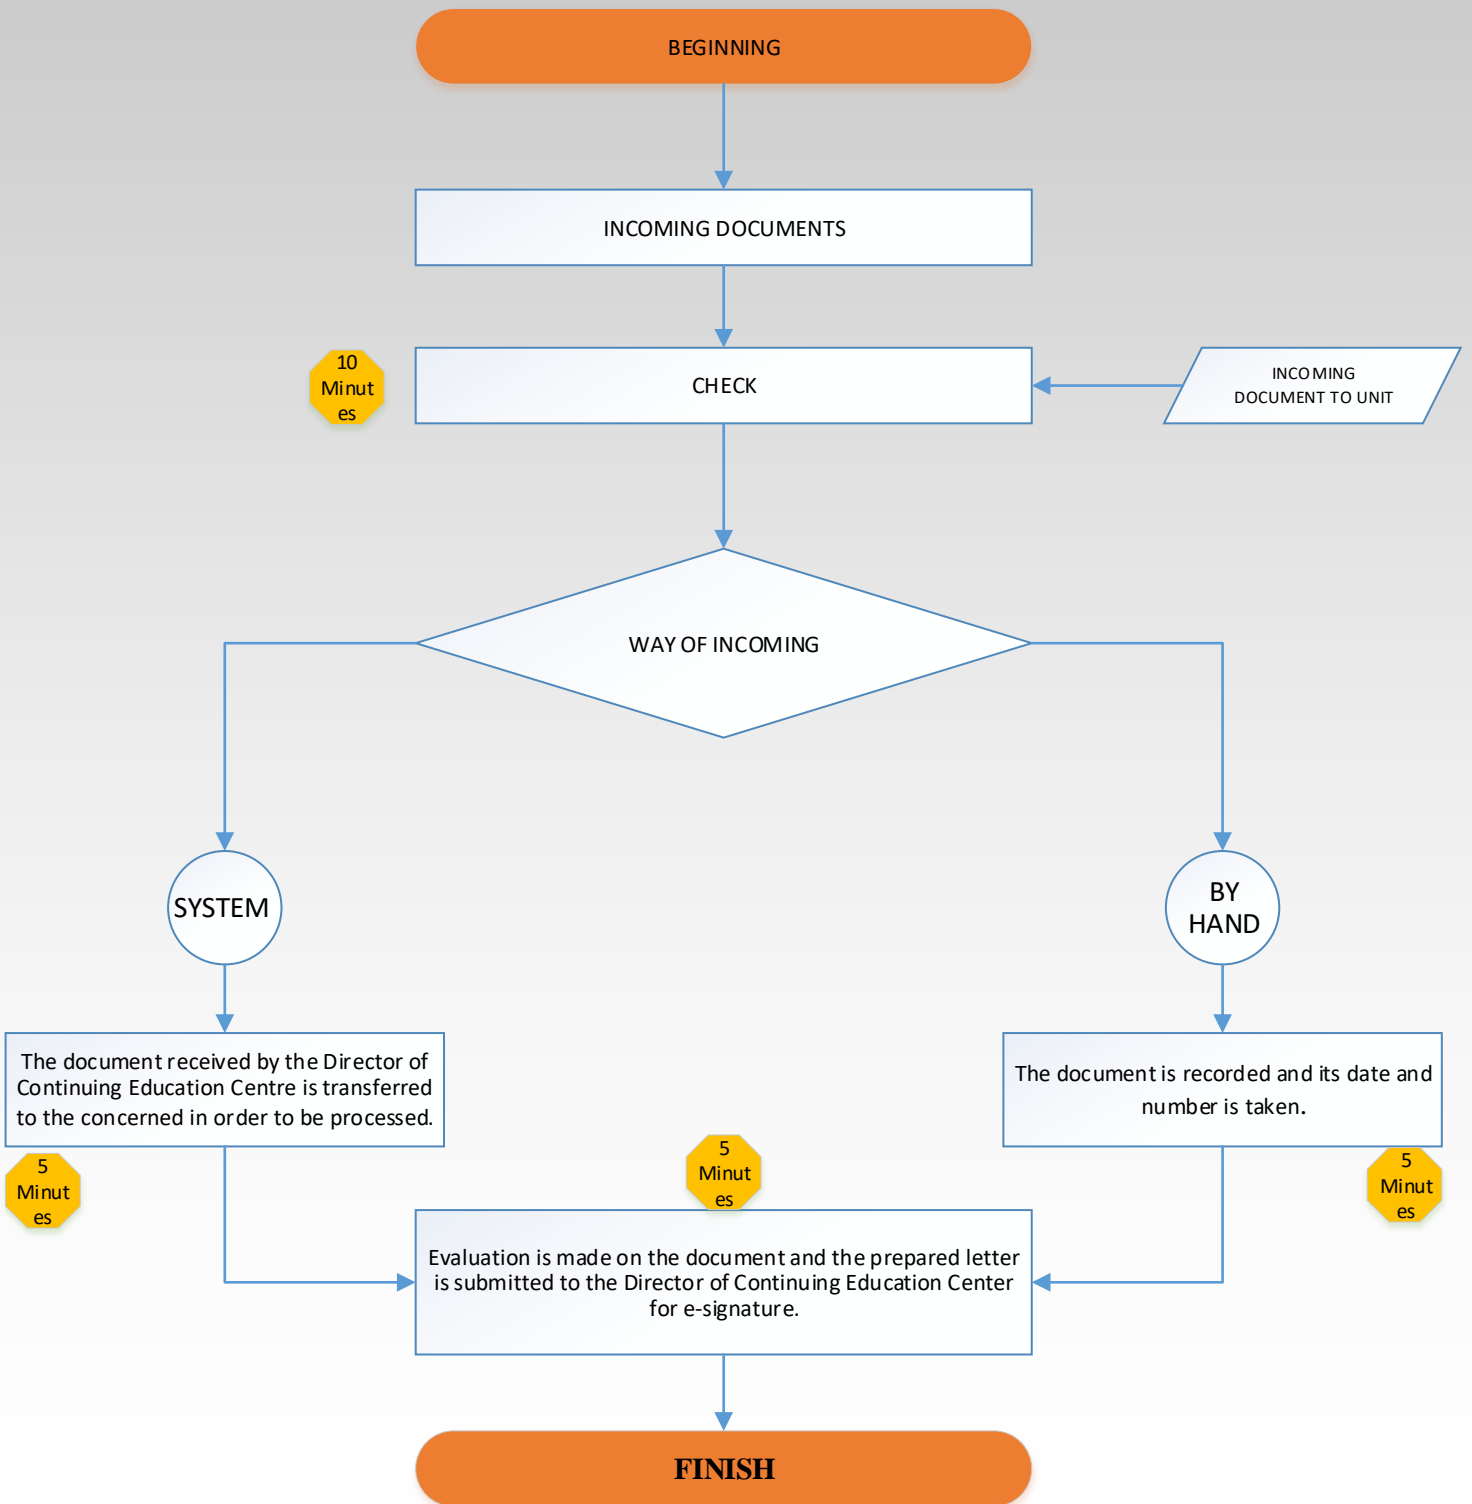 BEGINNING
INCOMING DOCUMENTS
10
Minut
es
CHECK
INCOMING
DOCUMENT TO UNIT
WAY OF INCOMING
SYSTEM
BY
HAND
The document received by the Director of
Continuing Education Centre is transferred
to the concerned in order to be processed.
The document is recorded and its date and
number is taken.
5
Minut
es
5
Minut
es
5
Minut
es
Evaluation is made on the document and the prepared letter
is submitted to the Director of Continuing Education Center
for e-signature.
FINISH